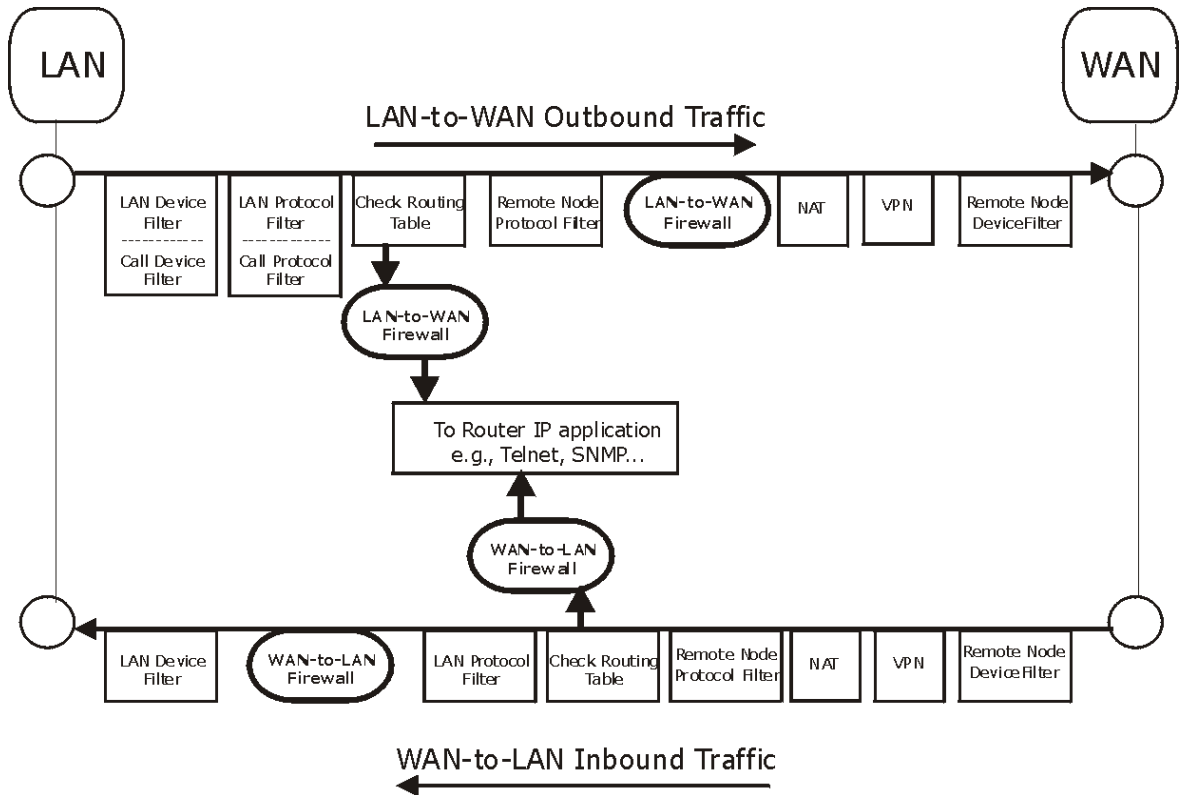 LAN
WAN
LAN-to-WAN Outbound Traffic
LAN Device
Filter
Call Device
Filter
LAN Protocol
Filter
Call Protocol
Filter
Check Routing
Table
Remote Node
Protocol Filter
LAN-to-WAN
Firewall
NAT
VPN
Remote Node
DeviceFilter
LAN-to-WAN
Firewall
To Router IP application
e.g., Telnet, SNMP...
WAN-to-LAN
Firewall
LAN Device
Filter
WAN-to-LAN
Firewall
LAN Protocol
Filter
Check Routing
Table
Remote Node
Protocol Filter
NAT
VPN
Remote Node
DeviceFilter
WAN-to-LAN Inbound Traffic